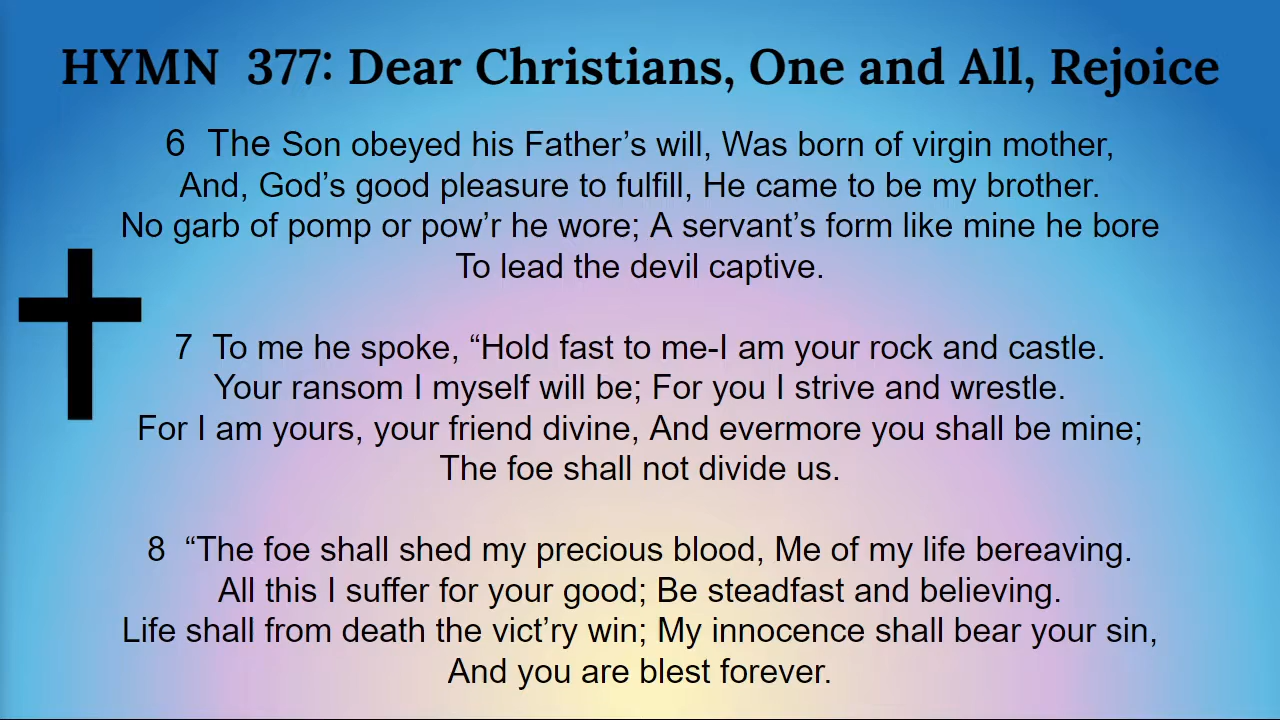 HYMN 377: Dear Christians, One and All, Rejoice
6 The Son obeyed his Father’s will, Was born of virgin mother,
And, God’s good pleasure to fulfill, He came to be my brother.
No garb of pomp or pow’r he wore; A servant’s form like mine he bore
To lead the devil captive.
7 To me he spoke, “Hold fast to me-I am your rock and castle.
Your ransom I myself will be; For you I strive and wrestle.
For I am yours, your friend divine, And evermore you shall be mine;
The foe shall not divide us.
8 “The foe shall shed my precious blood, Me of my life bereaving.
All this I suffer for your good; Be steadfast and believing.
Life shall from death the vict’ry win; My innocence shall bear your sin,
And you are blest forever.